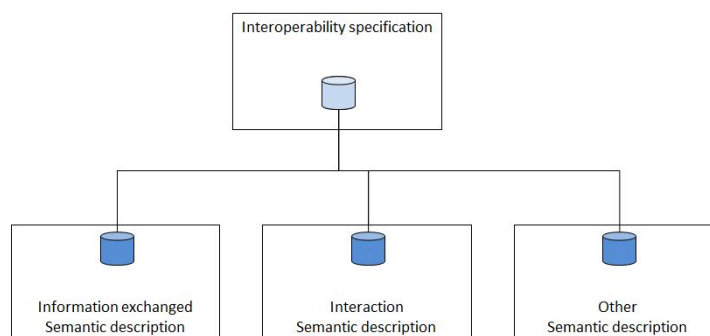 Interoperability specification
Information exchanged
Semantic description
Interaction
Semantic description
Other
Semantic description